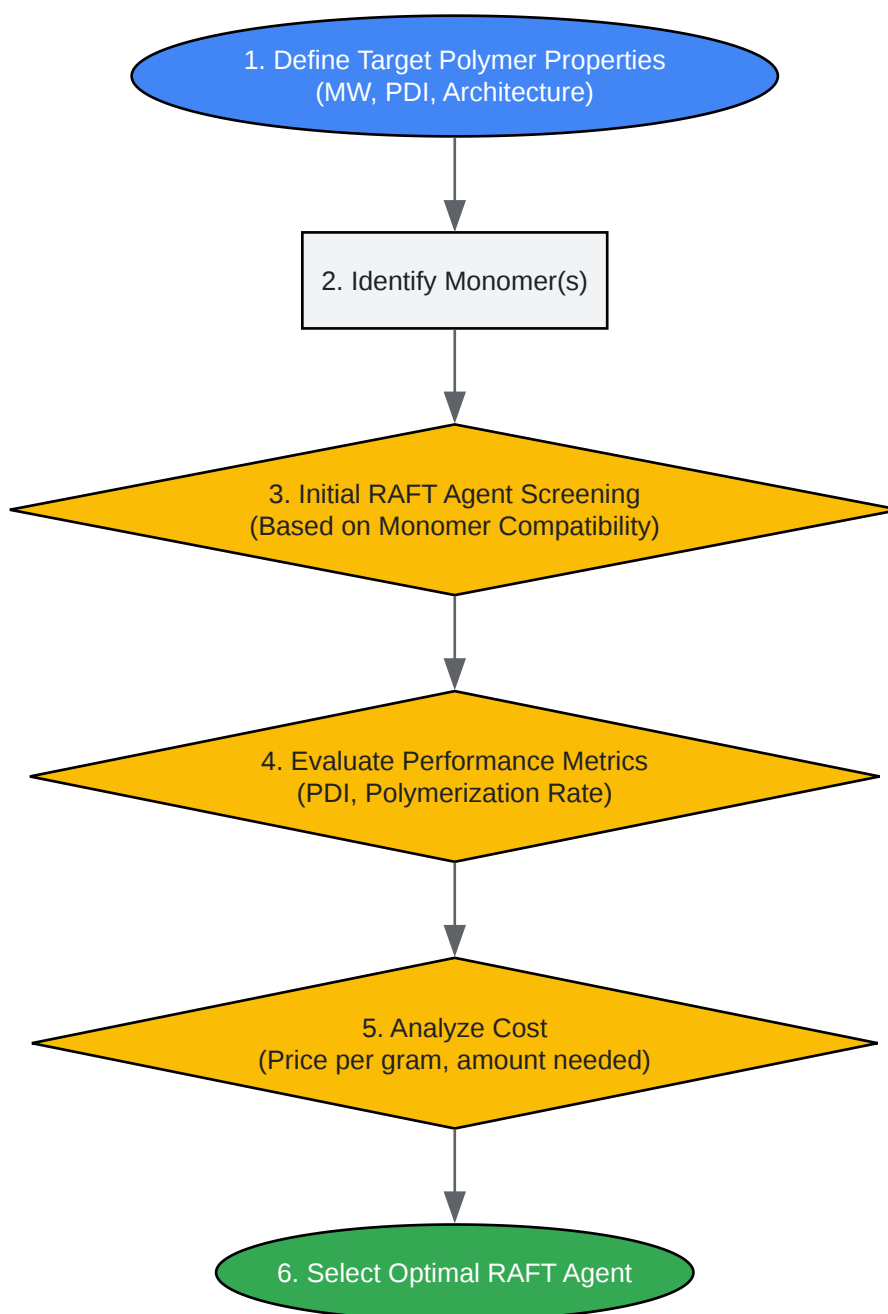 1. Define Target Polymer Properties
(MW, PDI, Architecture)
2. Identify Monomer(s)
3. Initial RAFT Agent Screening
(Based on Monomer Compatibility)
4. Evaluate Performance Metrics
(PDI, Polymerization Rate)
5. Analyze Cost
(Price per gram, amount needed)
6. Select Optimal RAFT Agent